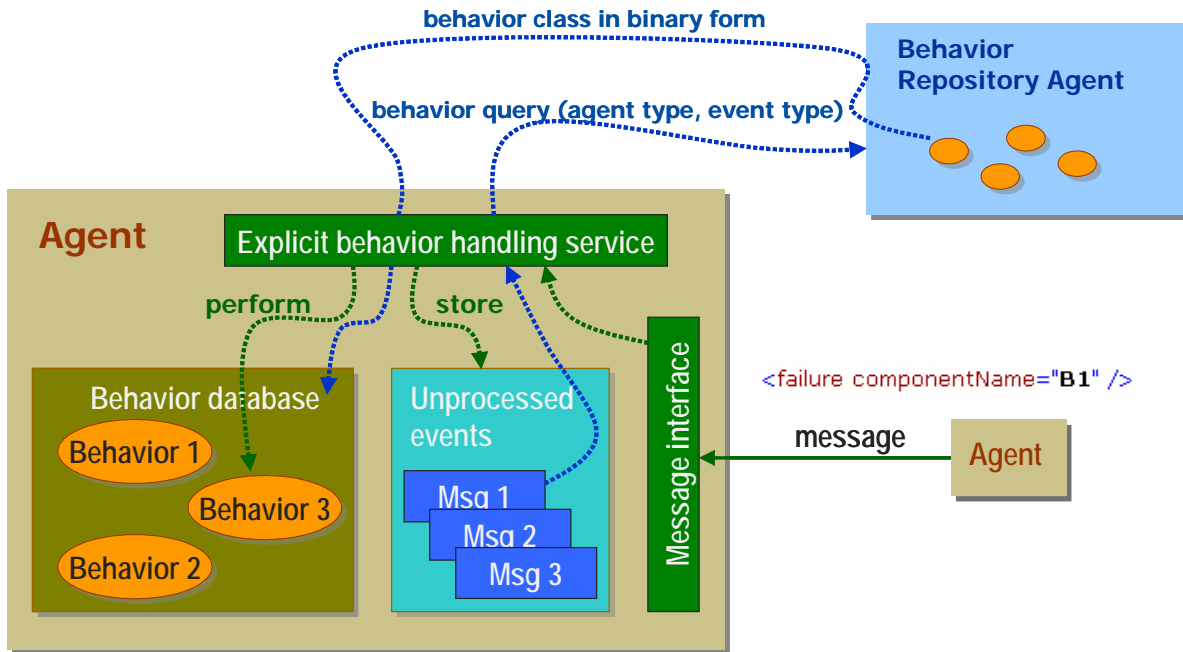 behavior class in binary form
Behavior
Repository Agent
behavior query (agent type, event type)
Agent
Explicit behavior handling service
perform
store
Behavior database
Behavior 1
Behavior 3
Behavior 2
Unprocessed
events
Msg 1
Msg 2
Msg 3
Message interface
<failure componentName="B1" />
message
Agent